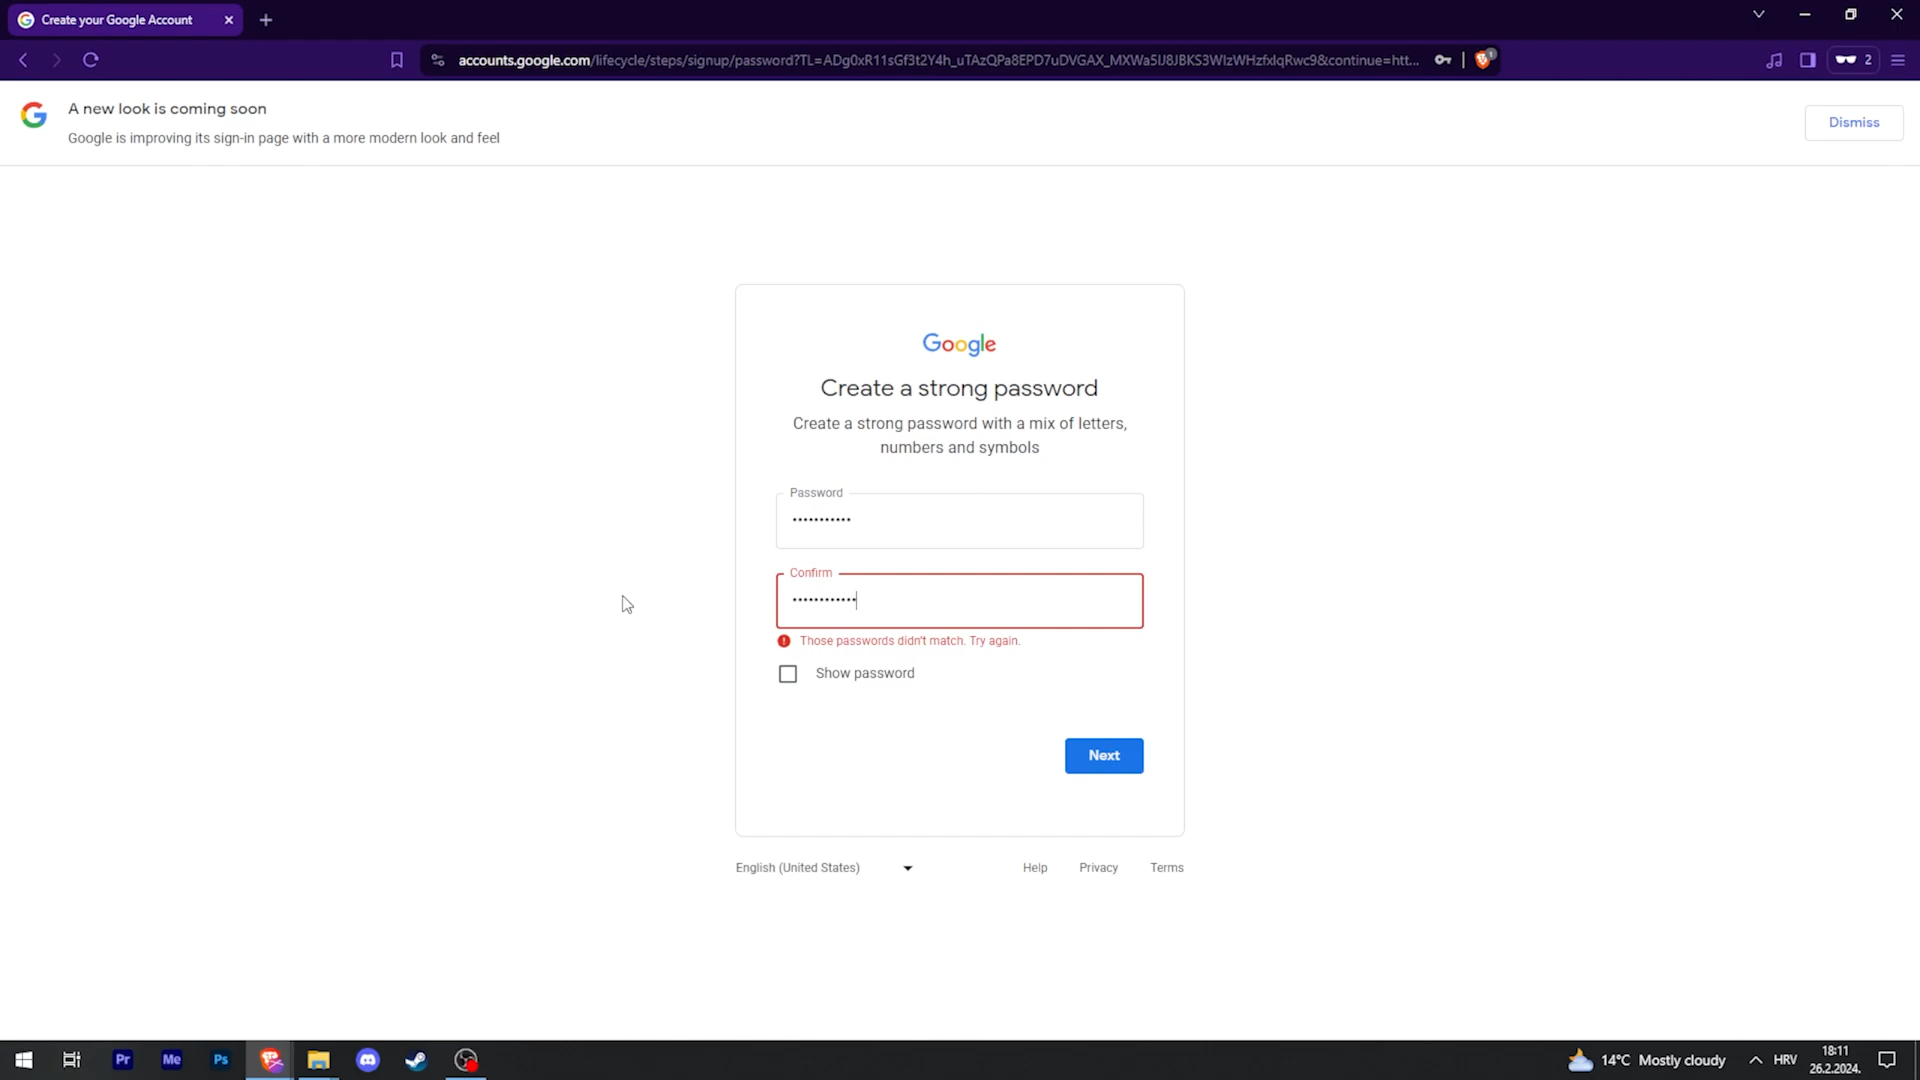 Create your Google Account
accounts.google.com/lifecycle/steps/signup/password?TL=ADg0xR11sGf3t2Y4h_uTAzQPa8EPD7uDVGAX_MXWa5IJ8JBKS3WIzWHzfxlqRwc9&continue=htt...
1
2
A new look is coming soon
Google is improving its sign-in page with a more modern look and feel
Dismiss
Google
Create a strong password
Create a strong password with a mix of letters,
numbers and symbols
Password
•••••••••••
Confirm
••••••••••••
Those passwords didn't match. Try again.
Show password
Next
English (United States)
Help
Privacy
Terms
Pr
Me
Ps
14°C Mostly cloudy
HRV
18:11
26.2.2024.